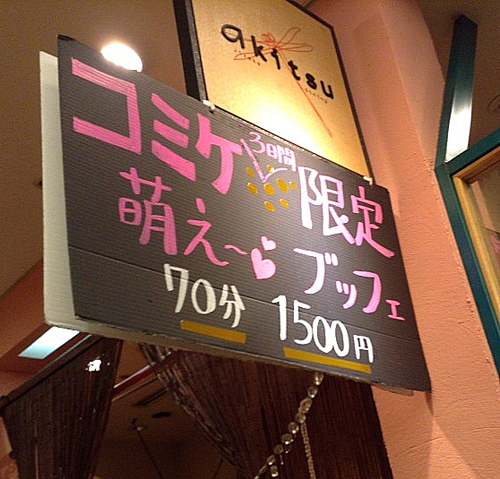 akitsu
コミケ 3日間 限定
萌え~ ブッフェ
70分 1500円